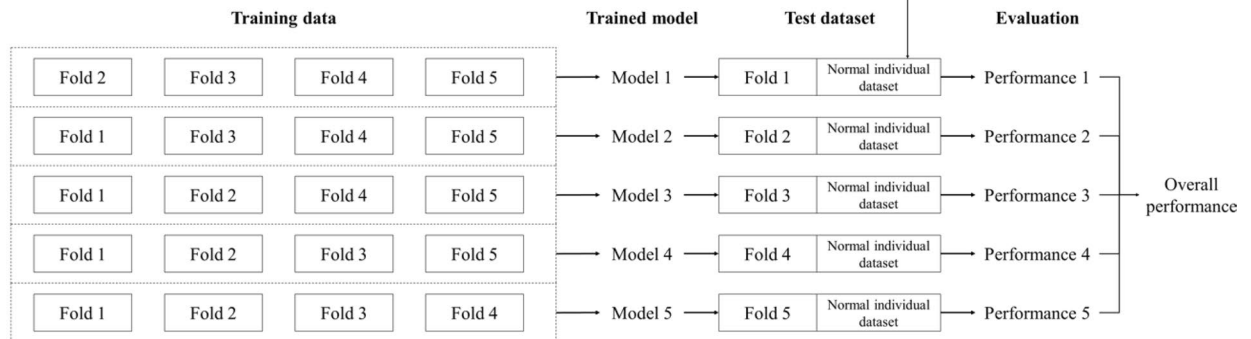 Training data Trained model Test dataset Evaluation
Fold 2 Fold 3 Fold 4 Fold 5 Model 1 Fold 1 Normal individual dataset Performance 1
Fold 1 Fold 3 Fold 4 Fold 5 Model 2 Fold 2 Normal individual dataset Performance 2
Fold 1 Fold 2 Fold 4 Fold 5 Model 3 Fold 3 Normal individual dataset Performance 3
Overall performance
Fold 1 Fold 2 Fold 3 Fold 5 Model 4 Fold 4 Normal individual dataset Performance 4
Fold 1 Fold 2 Fold 3 Fold 4 Model 5 Fold 5 Normal individual dataset Performance 5